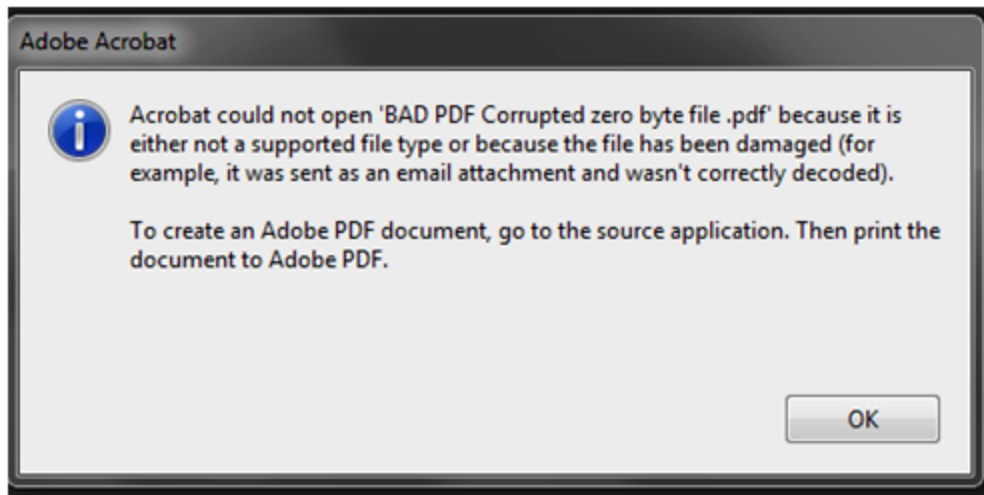 Adobe Acrobat
Acrobat could not open 'BAD PDF Corrupted zero byte file .pdf' because it is
either not a supported file type or because the file has been damaged (for
example, it was sent as an email attachment and wasn't correctly decoded).
To create an Adobe PDF document, go to the source application. Then print the
document to Adobe PDF.
OK